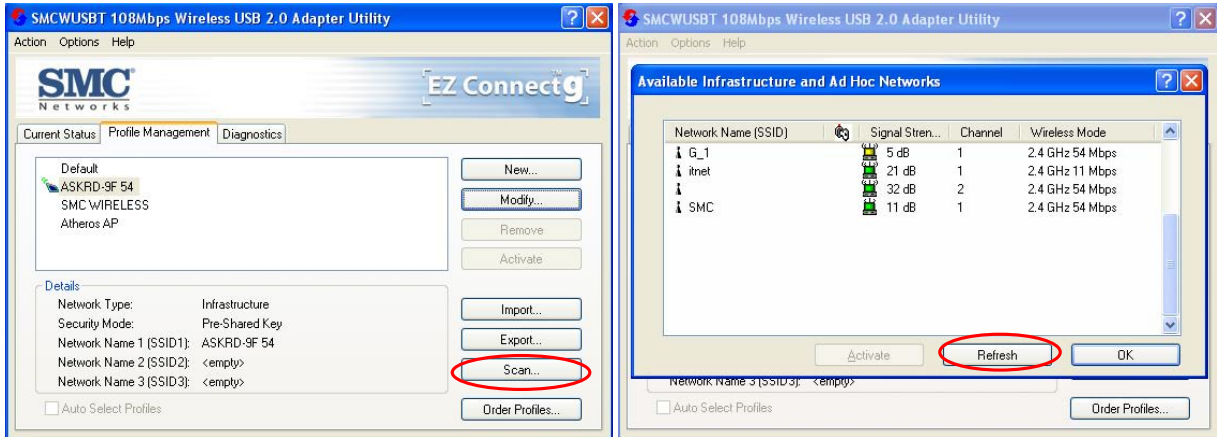 SMCWUSBT 108Mbps Wireless USB 2.0 Adapter Utility
Action Options Help
SMC®
Networks
EZ Connect™ g
Current Status Profile Management Diagnostics
Default
ASKRD-9F 54
SMC WIRELESS
Atheros AP
New...
Modify...
Remove
Activate
Details
Network Type: Infrastructure
Security Mode: Pre-Shared Key
Network Name 1 (SSID1): ASKRD-9F 54
Network Name 2 (SSID2): <empty>
Network Name 3 (SSID3): <empty>
Import...
Export...
Scan...
Auto Select Profiles
Order Profiles...
SMCWUSBT 108Mbps Wireless USB 2.0 Adapter Utility
Action Options Help
Available Infrastructure and Ad Hoc Networks
Network Name (SSID) Signal Stren... Channel Wireless Mode
G_1 5 dB 1 2.4 GHz 54 Mbps
itnet 21 dB 1 2.4 GHz 11 Mbps
32 dB 2 2.4 GHz 54 Mbps
SMC 11 dB 1 2.4 GHz 54 Mbps
Activate Refresh OK
Network Name 3 (SSID3): <empty>
Auto Select Profiles
Order Profiles...